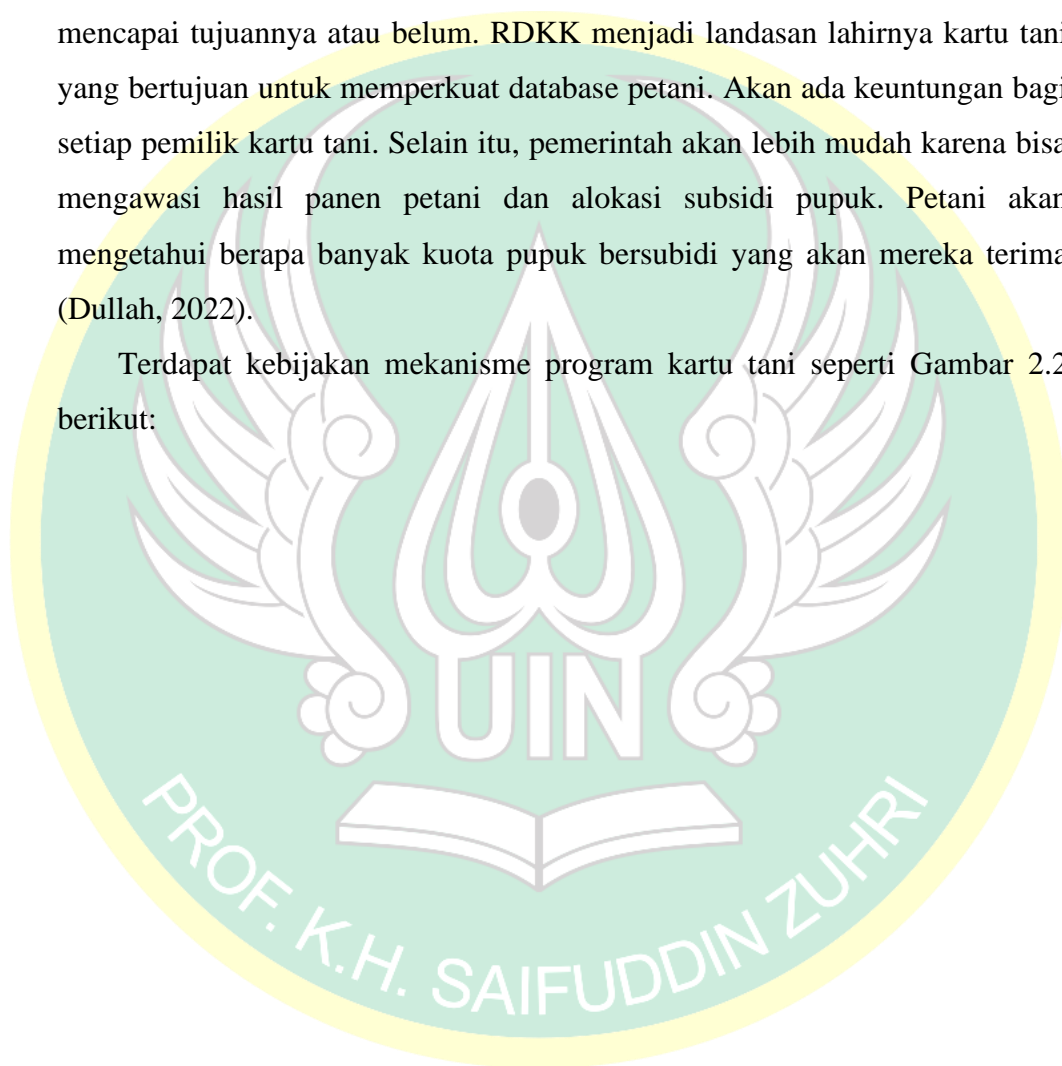 mencapai tujuannya atau belum. RDKK menjadi landasan lahirnya kartu tani
yang bertujuan untuk memperkuat database petani. Akan ada keuntungan bagi
setiap pemilik kartu tani. Selain itu, pemerintah akan lebih mudah karena bisa
mengawasi hasil panen petani dan alokasi subsidi pupuk. Petani akan
mengetahui berapa banyak kuota pupuk bersubidi yang akan mereka terima
(Dullah, 2022).
Terdapat kebijakan mekanisme program kartu tani seperti Gambar 2.2
berikut:
UIN
PROF. K.H. SAIFUDDIN ZUHRI